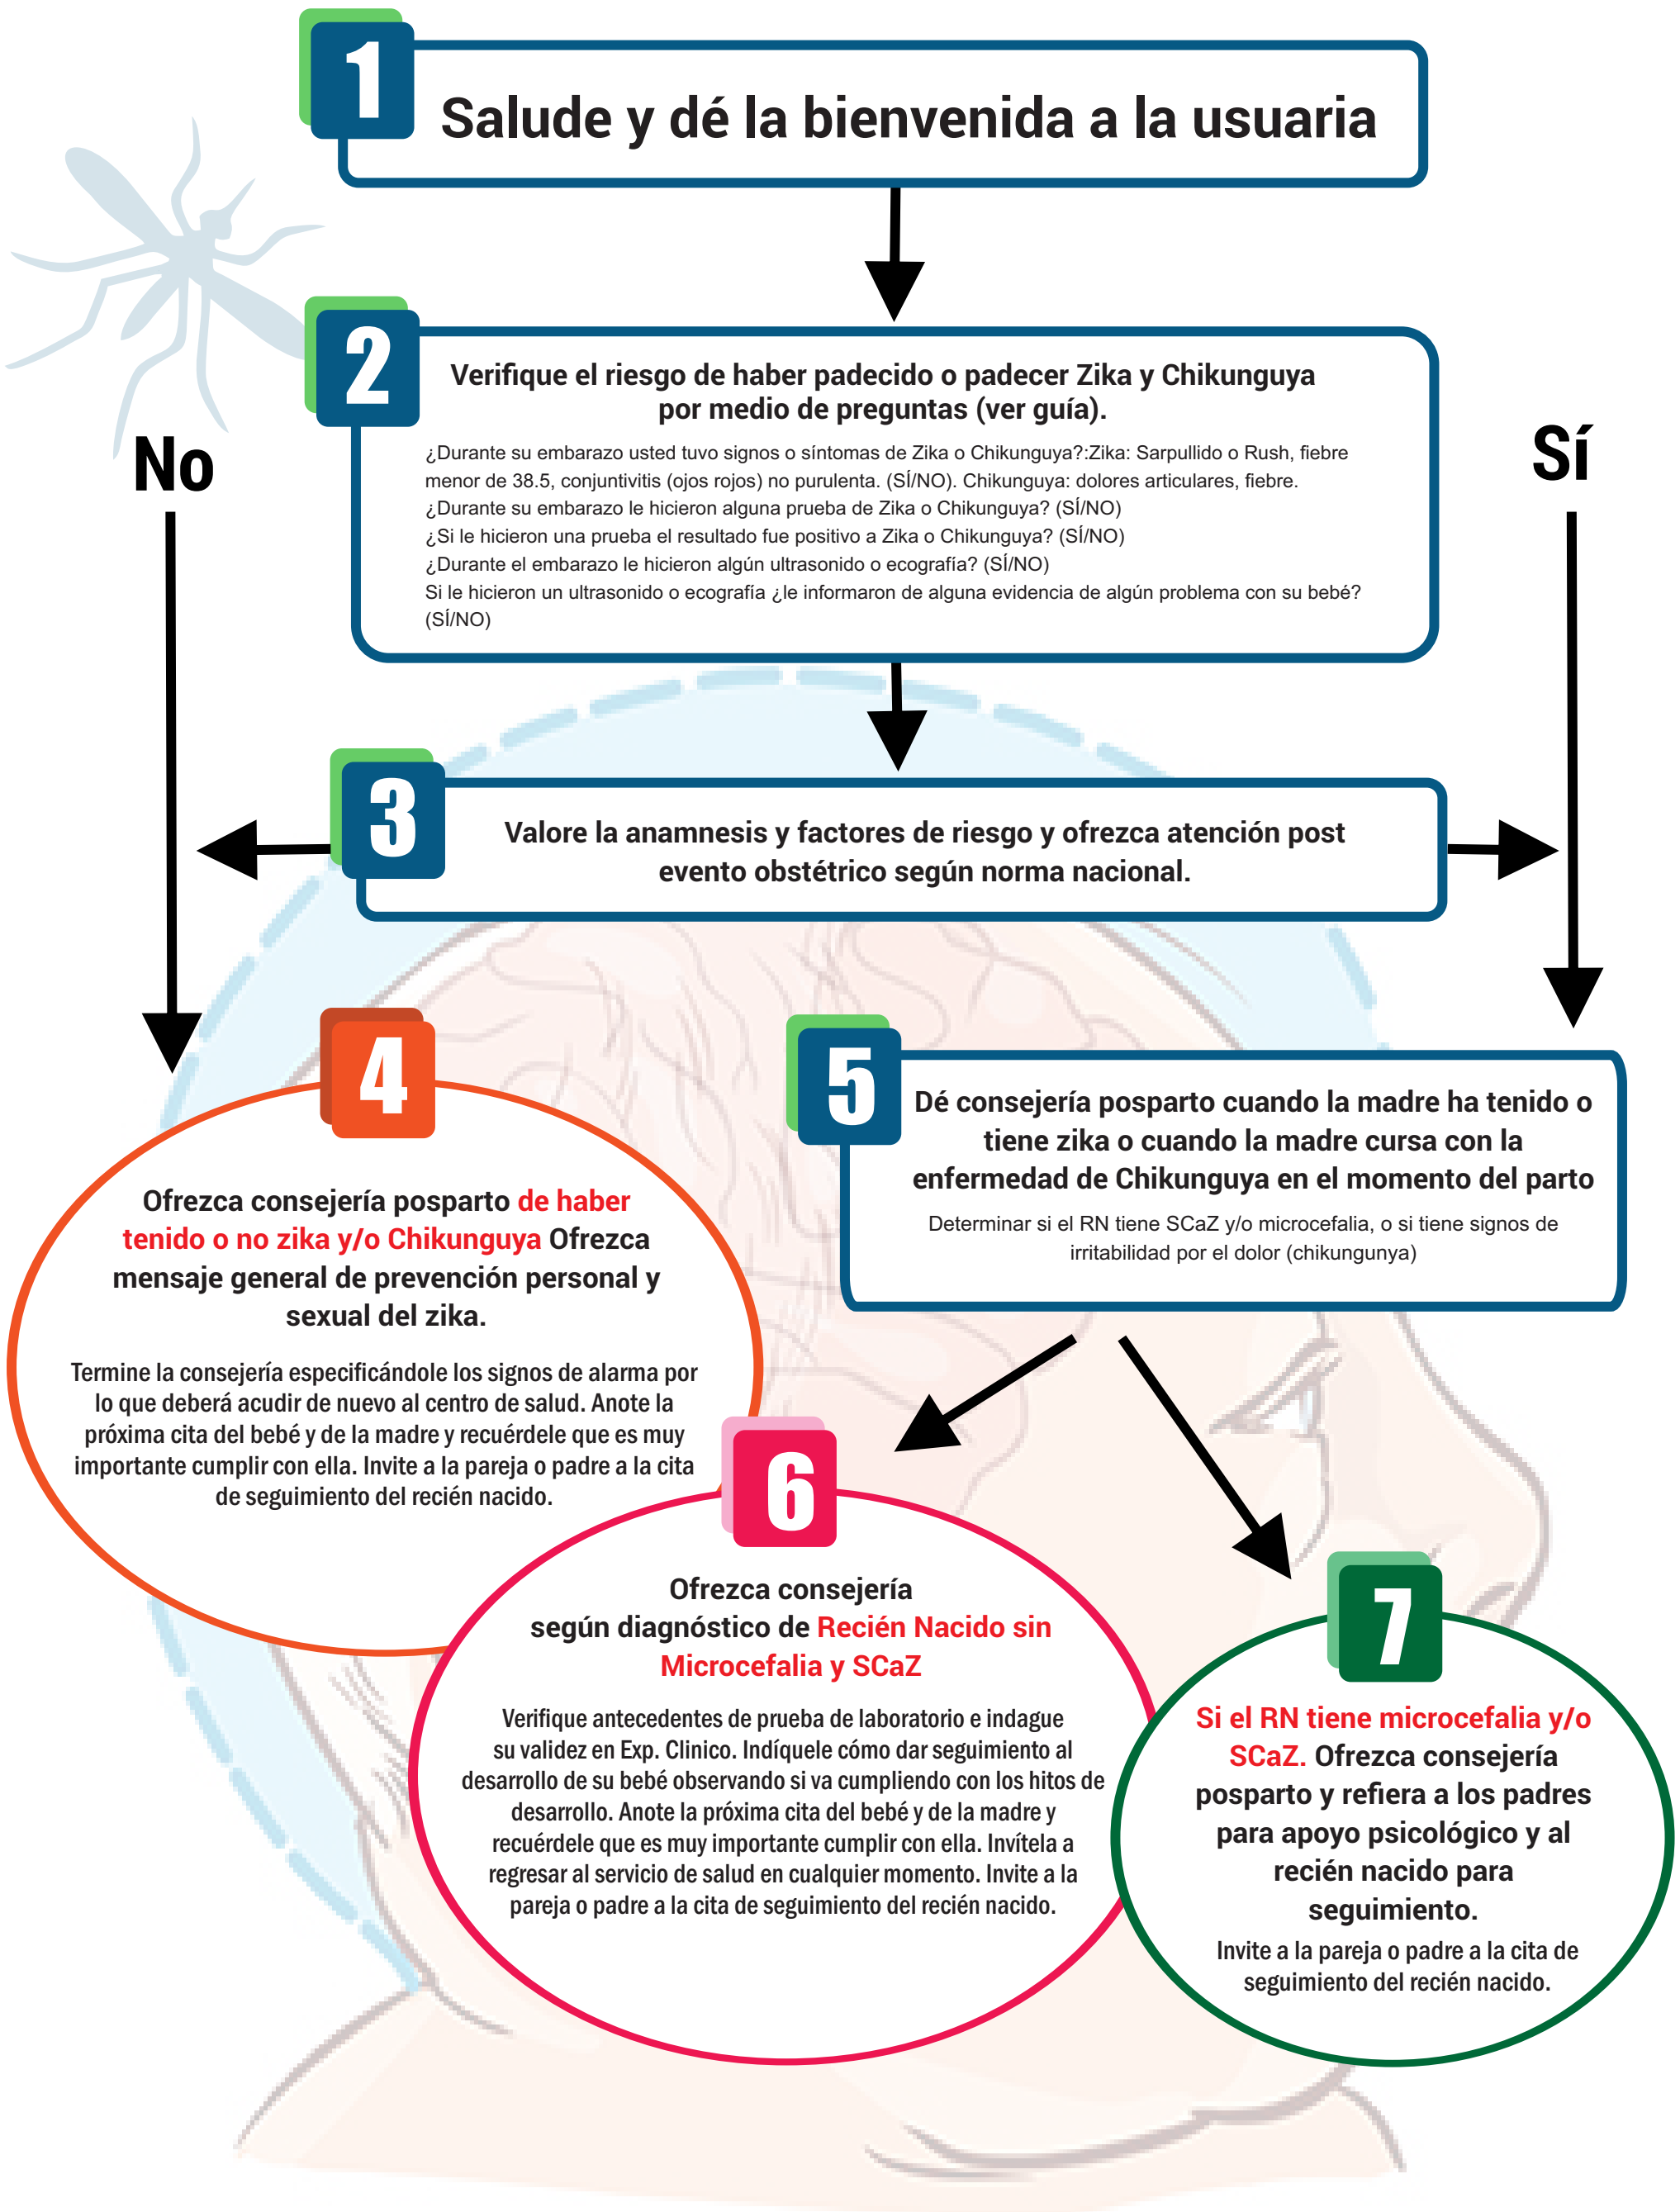 1
Salude y dé la bienvenida a la usuaria
2
Verifique el riesgo de haber padecido o padecer Zika y Chikunguya
por medio de preguntas (ver guía).
¿Durante su embarazo usted tuvo signos o síntomas de Zika o Chikunguya?:Zika: Sarpullido o Rush, fiebre
menor de 38.5, conjuntivitis (ojos rojos) no purulenta. (SÍ/NO). Chikunguya: dolores articulares, fiebre.
¿Durante su embarazo le hicieron alguna prueba de Zika o Chikunguya? (SÍ/NO)
¿Si le hicieron una prueba el resultado fue positivo a Zika o Chikunguya? (SÍ/NO)
¿Durante el embarazo le hicieron algún ultrasonido o ecografía? (SÍ/NO)
Si le hicieron un ultrasonido o ecografía ¿le informaron de alguna evidencia de algún problema con su bebé?
(SÍ/NO)
No
Sí
3
Valore la anamnesis y factores de riesgo y ofrezca atención post
evento obstétrico según norma nacional.
4
Ofrezca consejería posparto de haber
tenido o no zika y/o Chikunguya Ofrezca
mensaje general de prevención personal y
sexual del zika.
Termine la consejería especificándole los signos de alarma por
lo que deberá acudir de nuevo al centro de salud. Anote la
próxima cita del bebé y de la madre y recuérdele que es muy
importante cumplir con ella. Invite a la pareja o padre a la cita
de seguimiento del recién nacido.
5
Dé consejería posparto cuando la madre ha tenido o
tiene zika o cuando la madre cursa con la
enfermedad de Chikunguya en el momento del parto
Determinar si el RN tiene SCaZ y/o microcefalia, o si tiene signos de
irritabilidad por el dolor (chikungunya)
6
Ofrezca consejería
según diagnóstico de Recién Nacido sin
Microcefalia y SCaZ
Verifique antecedentes de prueba de laboratorio e indague
su validez en Exp. Clinico. Indíquele cómo dar seguimiento al
desarrollo de su bebé observando si va cumpliendo con los hitos de
desarrollo. Anote la próxima cita del bebé y de la madre y
recuérdele que es muy importante cumplir con ella. Invítela a
regresar al servicio de salud en cualquier momento. Invite a la
pareja o padre a la cita de seguimiento del recién nacido.
7
Si el RN tiene microcefalia y/o
SCaZ. Ofrezca consejería
posparto y refiera a los padres
para apoyo psicológico y al
recién nacido para
seguimiento.
Invite a la pareja o padre a la cita de
seguimiento del recién nacido.